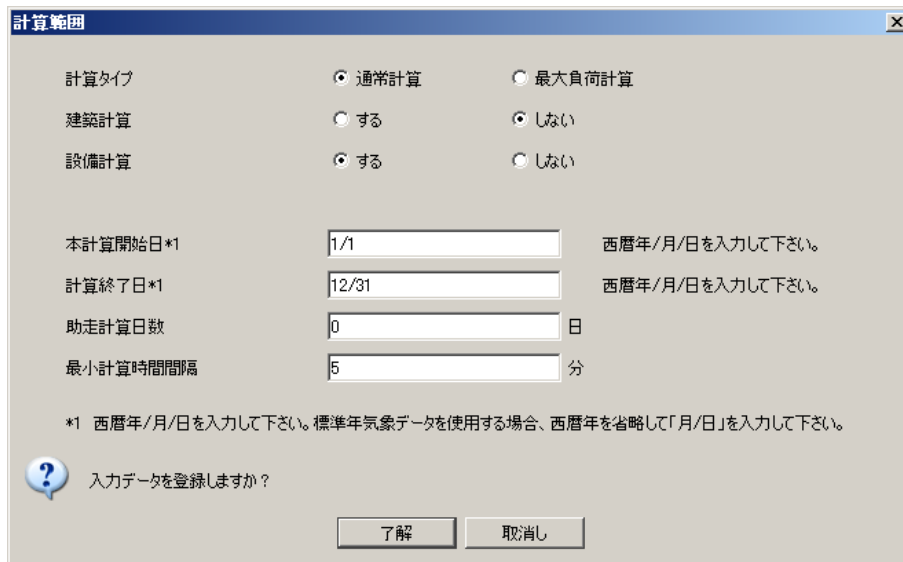 計算範囲
計算タイプ 通常計算 最大負荷計算
建築計算 する しない
設備計算 する しない
本計算開始日*1 1/1 西暦年/月/日を入力して下さい。
計算終了日*1 12/31 西暦年/月/日を入力して下さい。
助走計算日数 0 日
最小計算時間間隔 5 分
*1 西暦年/月/日を入力して下さい。標準年気象データを使用する場合、西暦年を省略して「月/日」を入力して下さい。
入力データを登録しますか？
了解 取消し